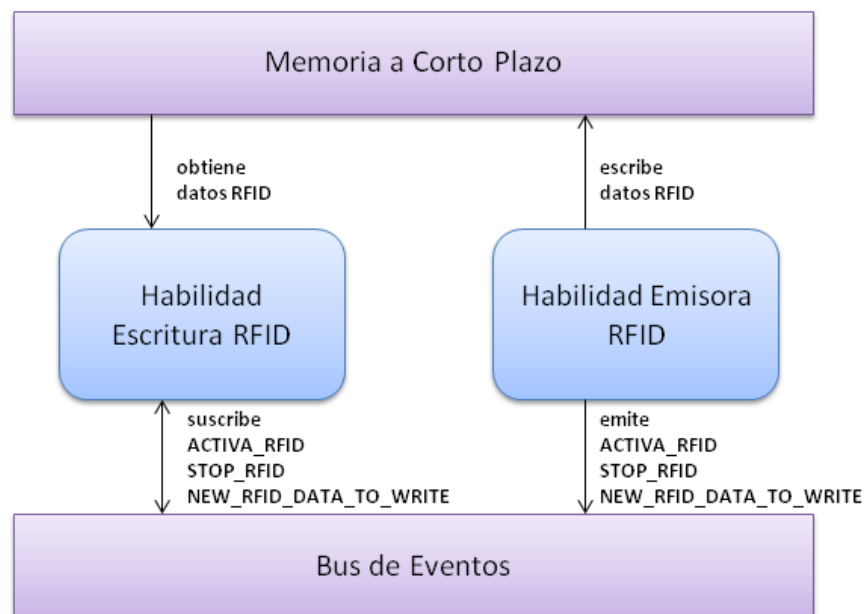 Memoria a Corto Plazo
obtiene
datos RFID
escribe
datos RFID
Habilidad
Escritura RFID
Habilidad Emisora
RFID
suscribe
ACTIVA_RFID
STOP_RFID
NEW_RFID_DATA_TO_WRITE
emite
ACTIVA_RFID
STOP_RFID
NEW_RFID_DATA_TO_WRITE
Bus de Eventos